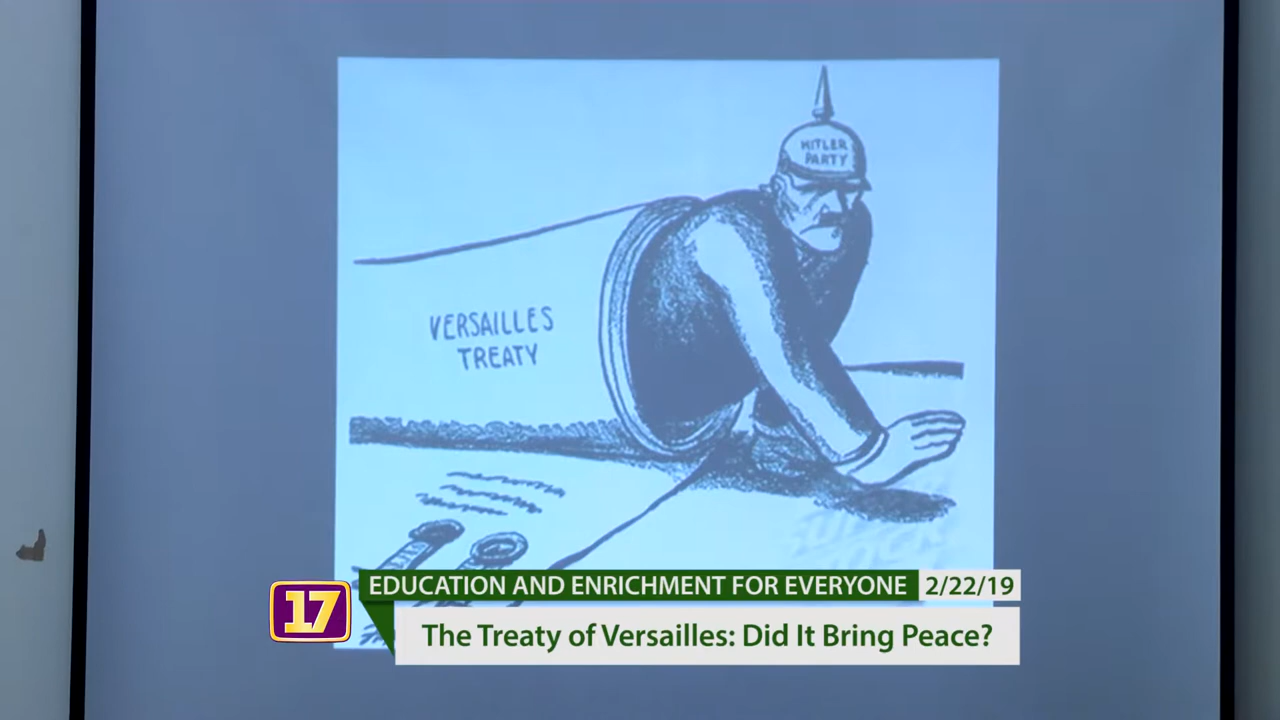 HITLER
PARTY
VERSAILLES
TREATY
17
EDUCATION AND ENRICHMENT FOR EVERYONE 2/22/19
The Treaty of Versailles: Did It Bring Peace?